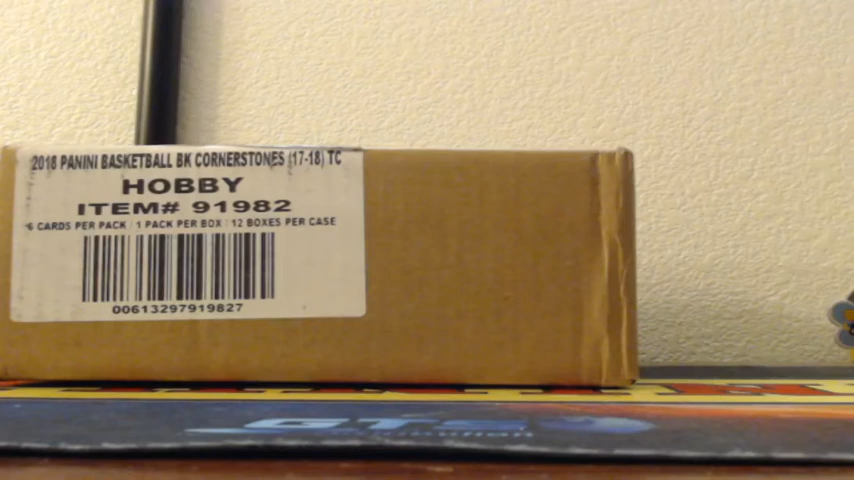 2018 PANINI BASKETBALL BK CORNERSTONES (17-18) TC
HOBBY
ITEM# 91982
6 CARDS PER PACK / 1 PACK PER BOX / 12 BOXES PER CASE
00613297919827
GTS